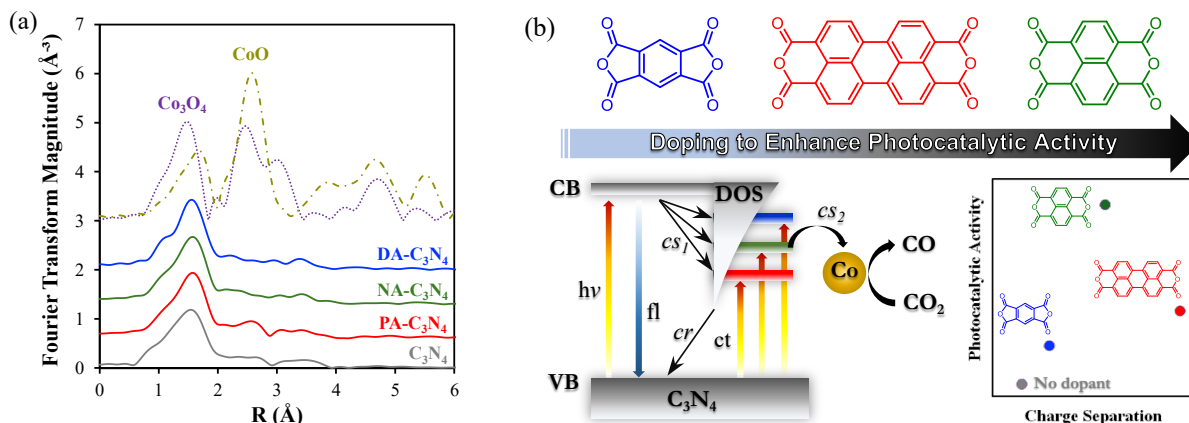 (a)
Fourier Transform Magnitude (Å⁻³)
7
6
5
4
3
2
1
0
CoO
Co₃O₄
DA-C₃N₄
NA-C₃N₄
PA-C₃N₄
C₃N₄
0 1 2 3 4 5 6
R (Å)
(b)
O O O O O O
O O O O O O
O O O O O O
Doping to Enhance Photocatalytic Activity
CB
DOS
cs₁
cs₂
hν
fl
cr
ct
Co
CO
CO₂
VB
C₃N₄
Photocatalytic Activity
O O O O O O
O O O O O O
O O O O O O
No dopant
Charge Separation